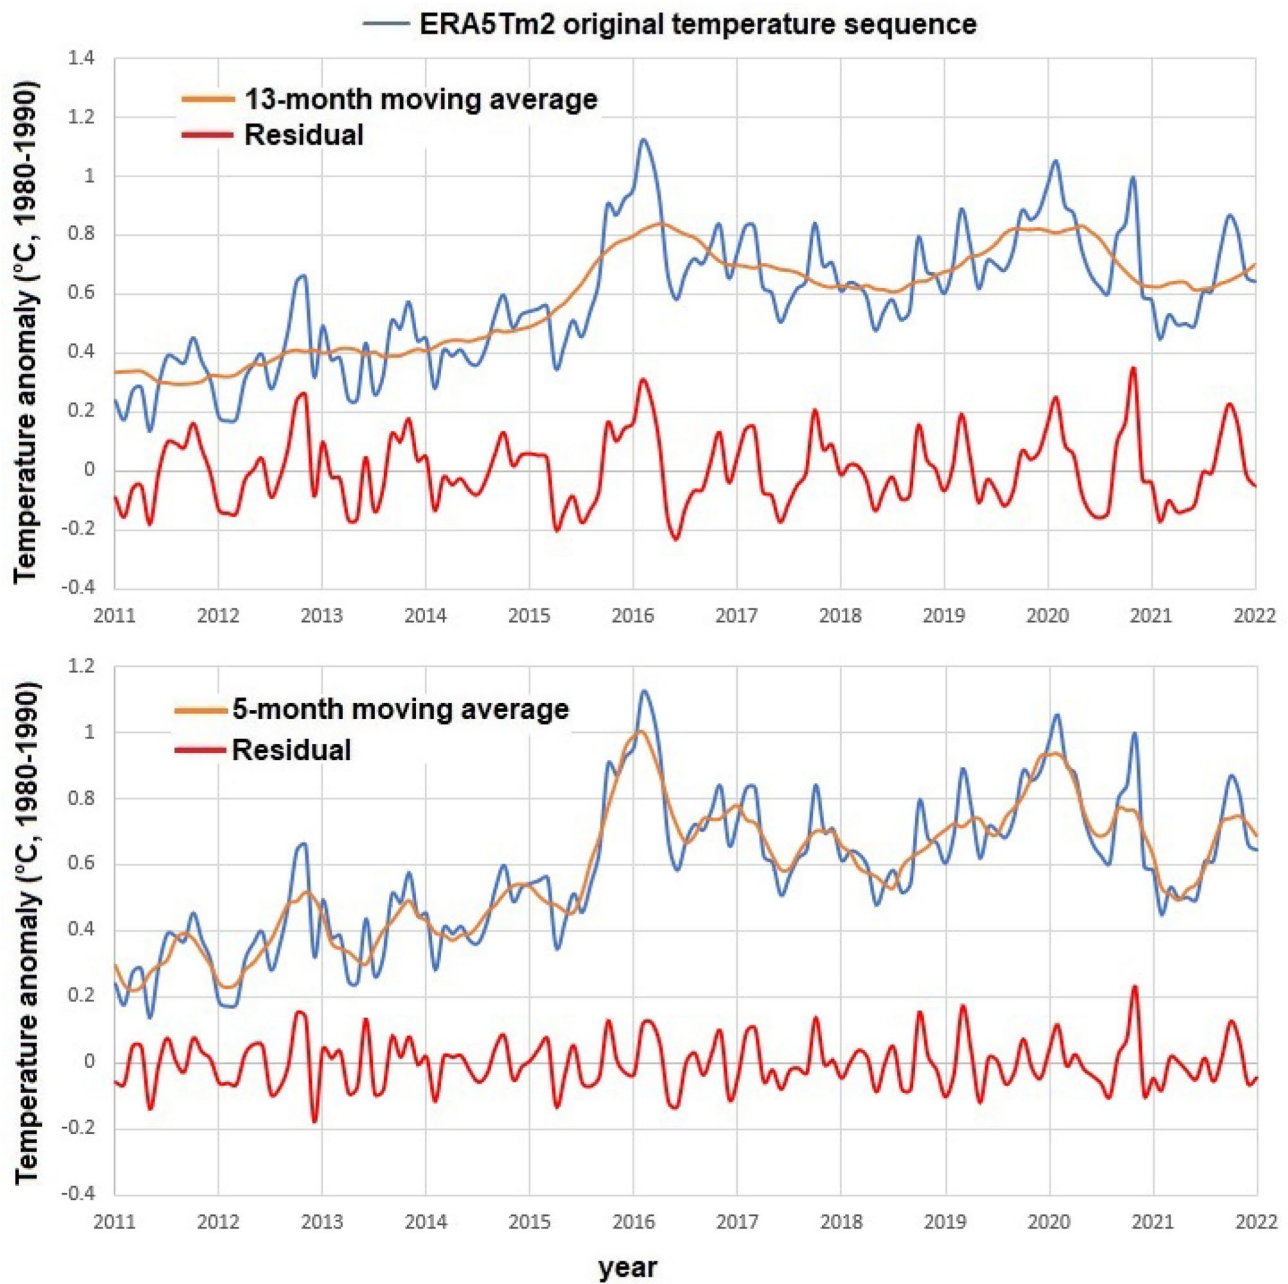 ERA5Tm2 original temperature sequence
Temperature anomaly (°C, 1980-1990)
1.4
1.2
1
0.8
0.6
0.4
0.2
0
-0.2
-0.4
13-month moving average
Residual
2011 2012 2013 2014 2015 2016 2017 2018 2019 2020 2021 2022
Temperature anomaly (°C, 1980-1990)
1.2
1
0.8
0.6
0.4
0.2
0
-0.2
-0.4
5-month moving average
Residual
2011 2012 2013 2014 2015 2016 2017 2018 2019 2020 2021 2022
year